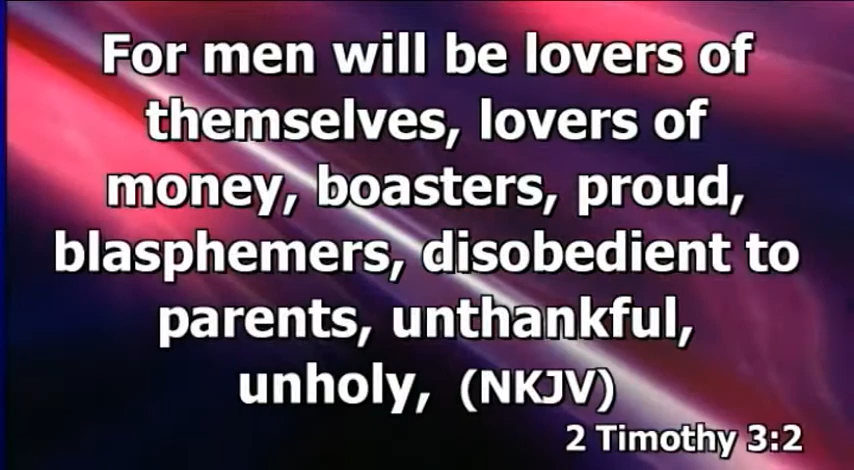 For men will be lovers of
themselves, lovers of
money, boasters, proud,
blasphemers, disobedient to
parents, unthankful,
unholy, (NKJV)
2 Timothy 3:2